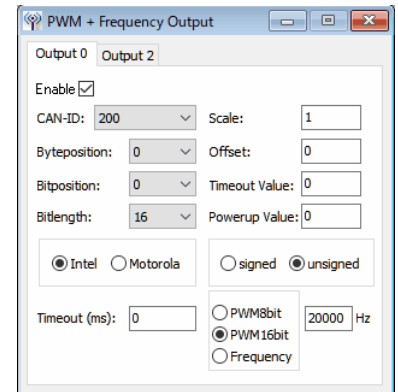 PWM + Frequency Output
Output 0 Output 2
Enable
CAN-ID: 200 Scale: 1
Byteposition: 0 Offset: 0
Bitposition: 0 Timeout Value: 0
Bitlength: 16 Powerup Value: 0
Intel Motorola signed unsigned
Timeout (ms): 0 PWM8bit
PWM16bit 20000 Hz
Frequency